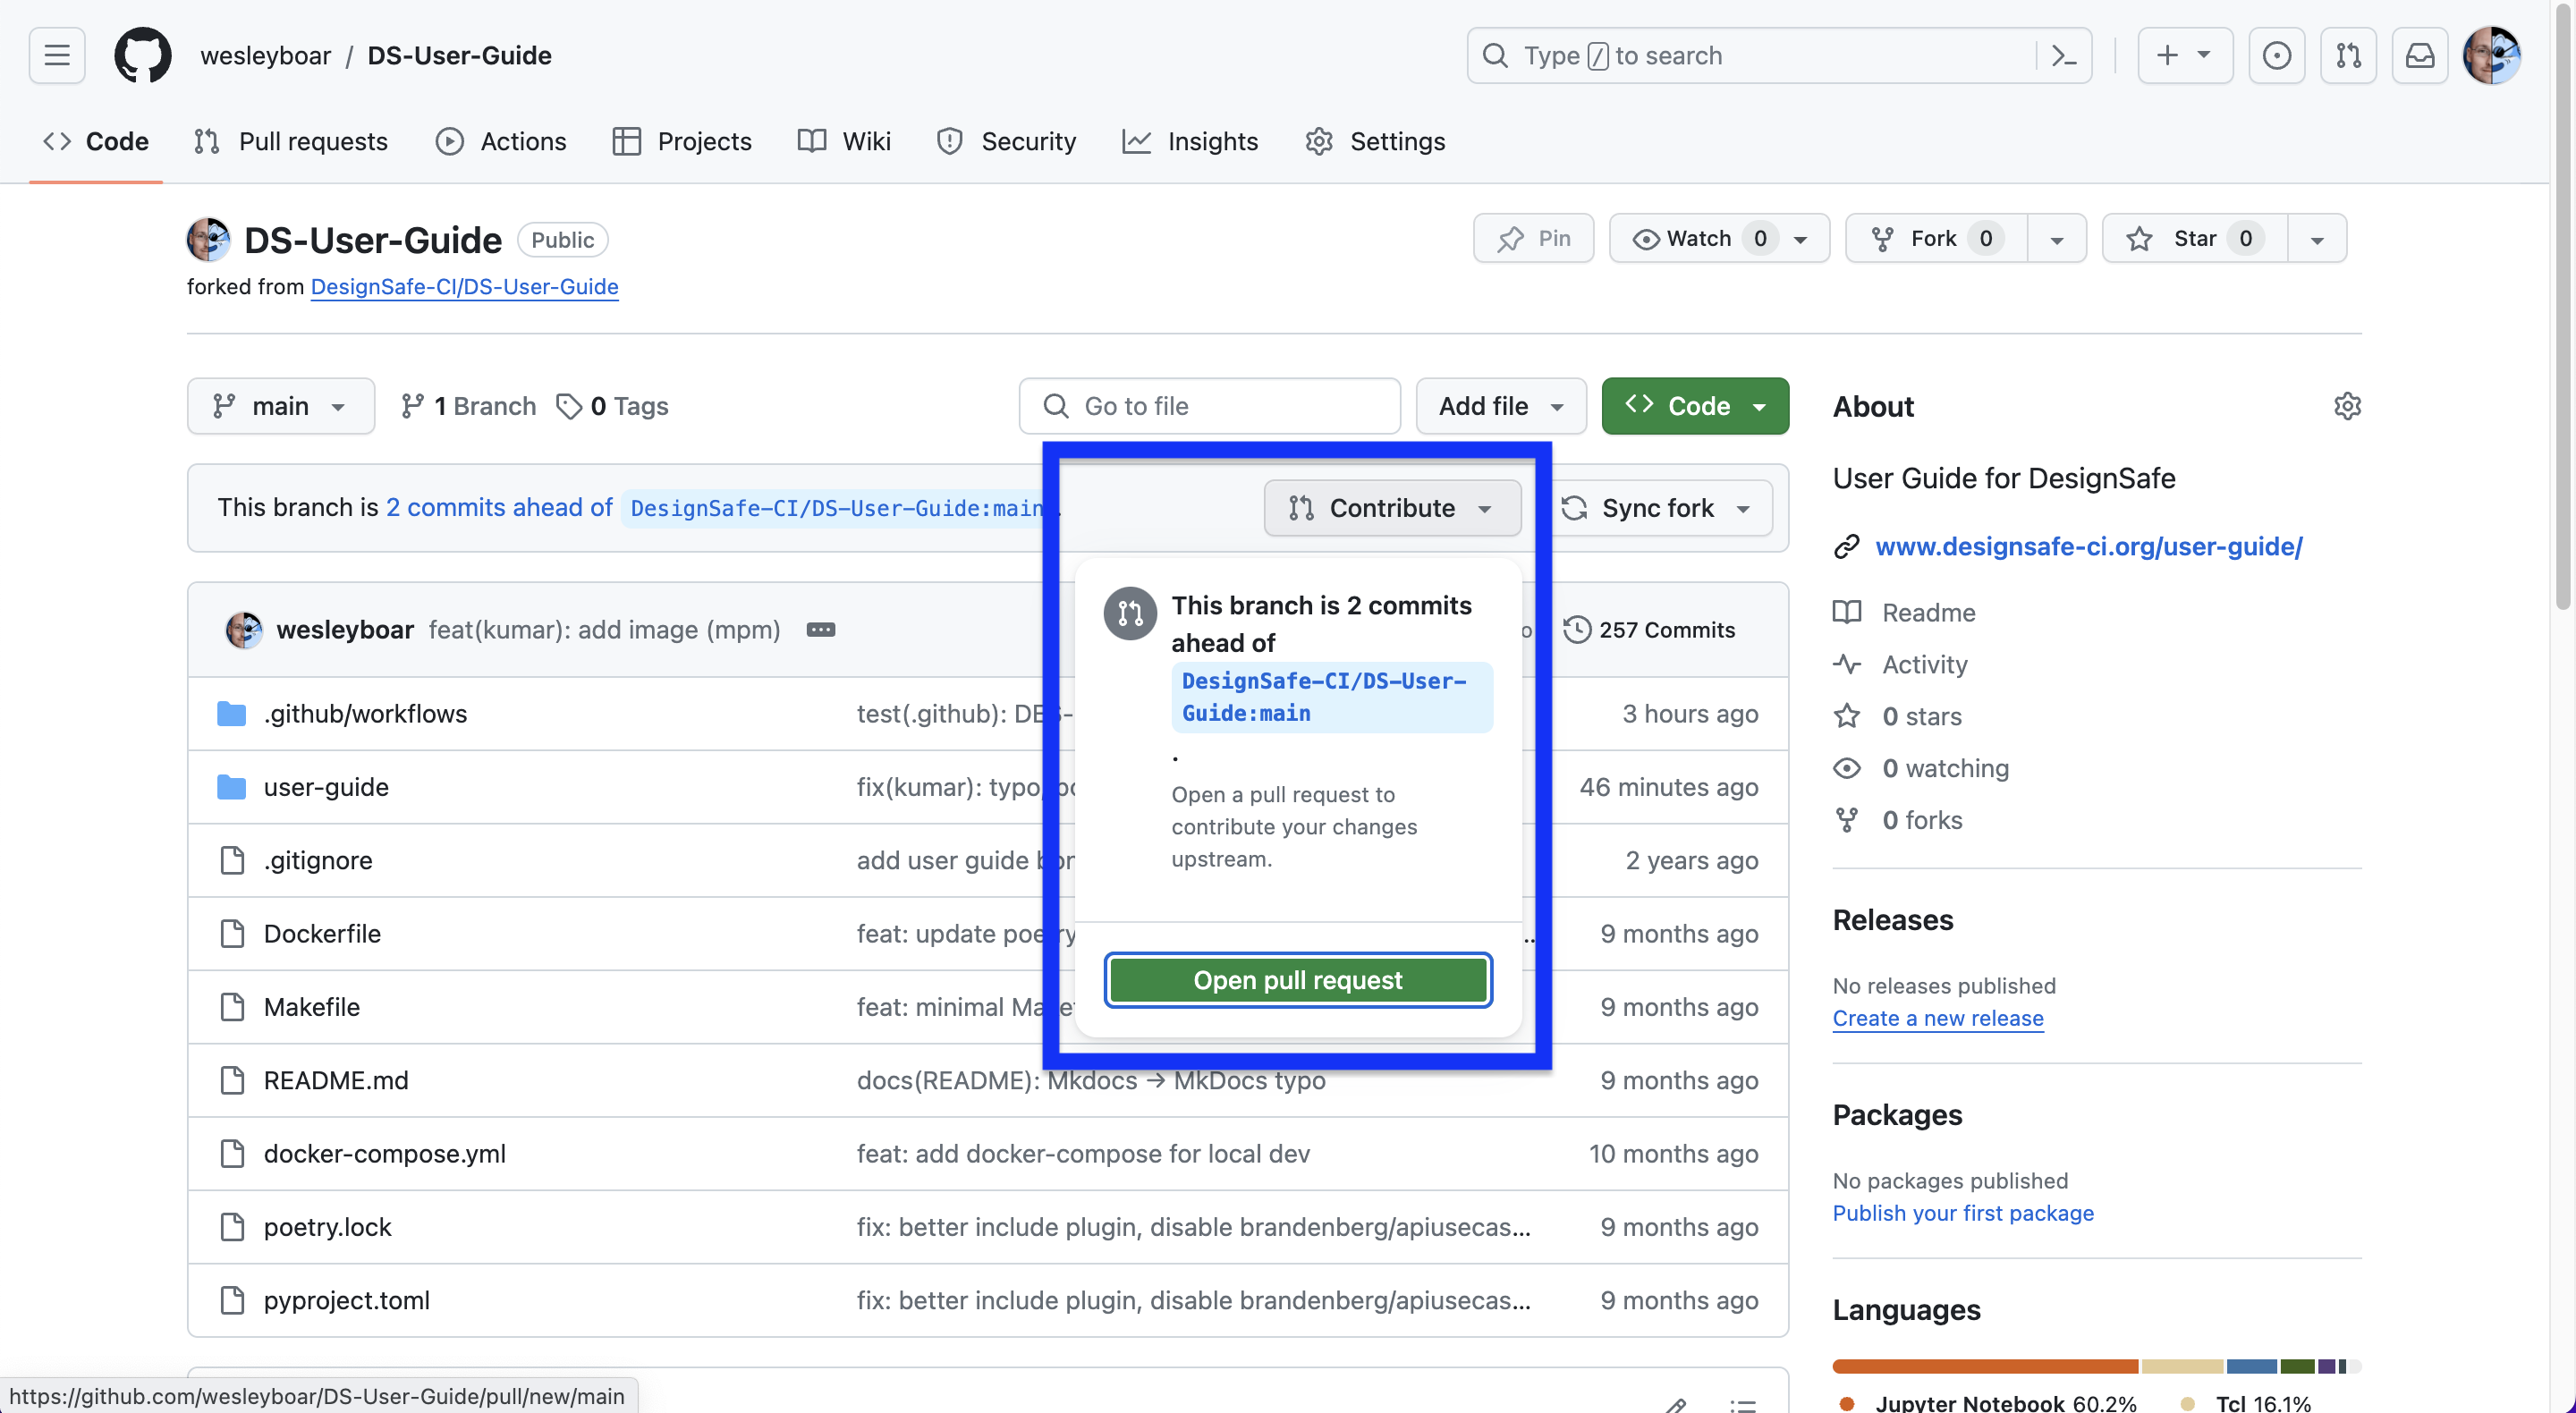 wesleyboar / DS-User-Guide
Type / to search
Code
Pull requests
Actions
Projects
Wiki
Security
Insights
Settings
DS-User-Guide Public
forked from DesignSafe-CI/DS-User-Guide
Pin
Watch 0
Fork 0
Star 0
main
1 Branch
0 Tags
Go to file
Add file
Code
This branch is 2 commits ahead of DesignSafe-CI/DS-User-Guide:main .
Contribute
Sync fork
This branch is 2 commits
ahead of
DesignSafe-CI/DS-User-
Guide:main
.
Open a pull request to
contribute your changes
upstream.
Open pull request
wesleyboar feat(kumar): add image (mpm)
257 Commits
.github/workflows test(.github): DES- 3 hours ago
user-guide fix(kumar): typo, 46 minutes ago
.gitignore add user guide 2 years ago
Dockerfile feat: update poetry .. 9 months ago
Makefile feat: minimal 9 months ago
README.md docs(README): Mkdocs → MkDocs typo 9 months ago
docker-compose.yml feat: add docker-compose for local dev 10 months ago
poetry.lock fix: better include plugin, disable brandenberg/apiusecas... 9 months ago
pyproject.toml fix: better include plugin, disable brandenberg/apiusecas... 9 months ago
About
User Guide for DesignSafe
www.designsafe-ci.org/user-guide/
Readme
Activity
0 stars
0 watching
0 forks
Releases
No releases published
Create a new release
Packages
No packages published
Publish your first package
Languages
Jupyter Notebook 60.2%
Tcl 16.1%
https://github.com/wesleyboar/DS-User-Guide/pull/new/main